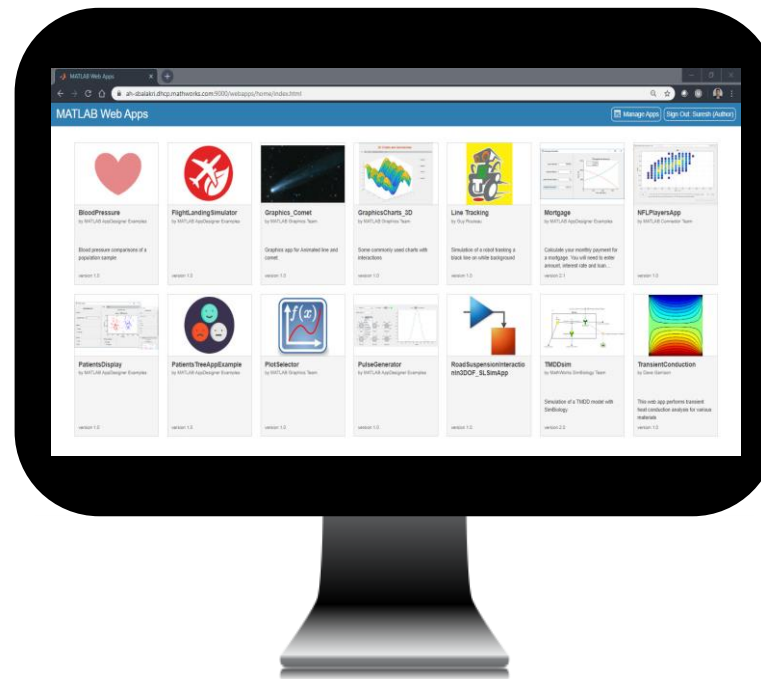 MATLAB Web Apps
ah-sbalakri.dhcp.mathworks.com:9000/webapps/home/index.html
MATLAB Web Apps
Manage Apps
Sign Out: Suresh (Author)
BloodPressure
by MATLAB AppDesigner Examples
Blood pressure comparisons of a
population sample
version 1.0
FlightLandingSimulator
by MATLAB AppDesigner Examples
version 1.0
Graphics_Comet
by MATLAB Graphics Team
Graphics app for Animated line and
comet
version 1.0
GraphicsCharts_3D
by MATLAB Graphics Team
Some commonly used charts with
interactions
version 1.0
Line Tracking
by Guy Rouleau
Simulation of a robot tracking a
black line on white background
version 1.0
Mortgage
by MATLAB AppDesigner Examples
Calculate your monthly payment for
a mortgage. You will need to enter
amount, interest rate and loan...
version 2.1
NFLPlayersApp
by MATLAB Connector Team
version 1.0
PatientsDisplay
by MATLAB AppDesigner Examples
version 1.0
PatientsTreeAppExample
by MATLAB AppDesigner Examples
version 1.0
f(x)
PlotSelector
by MATLAB Graphics Team
version 1.0
PulseGenerator
by MATLAB AppDesigner Examples
version 1.0
RoadSuspensionInteractio
nIn3DOF_SLSimApp
version 1.0
TMDDsim
by MathWorks SimBiology Team
Simulation of a TMDD model with
SimBiology.
version 2.0
TransientConduction
by Dave Garrison
This web app performs transient
heat conduction analysis for various
materials
version 1.0